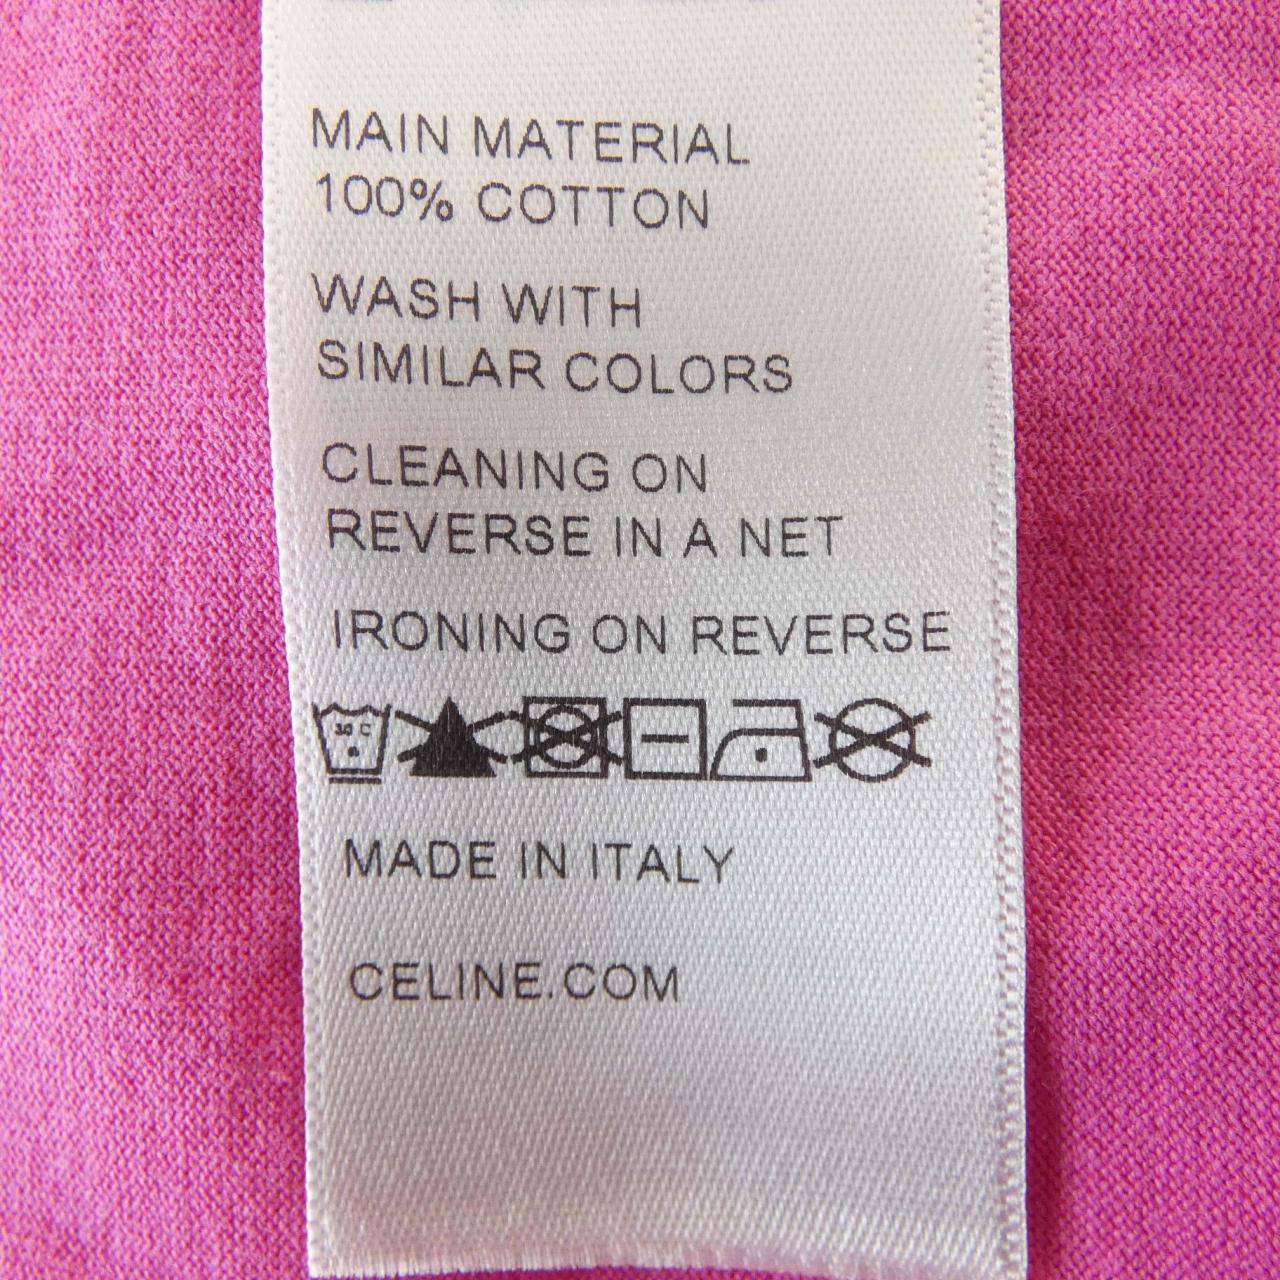 MAIN MATERIAL
100% COTTON
WASH WITH
SIMILAR COLORS
CLEANING ON
REVERSE IN A NET
IRONING ON REVERSE
30 C
MADE IN ITALY
CELINE.COM